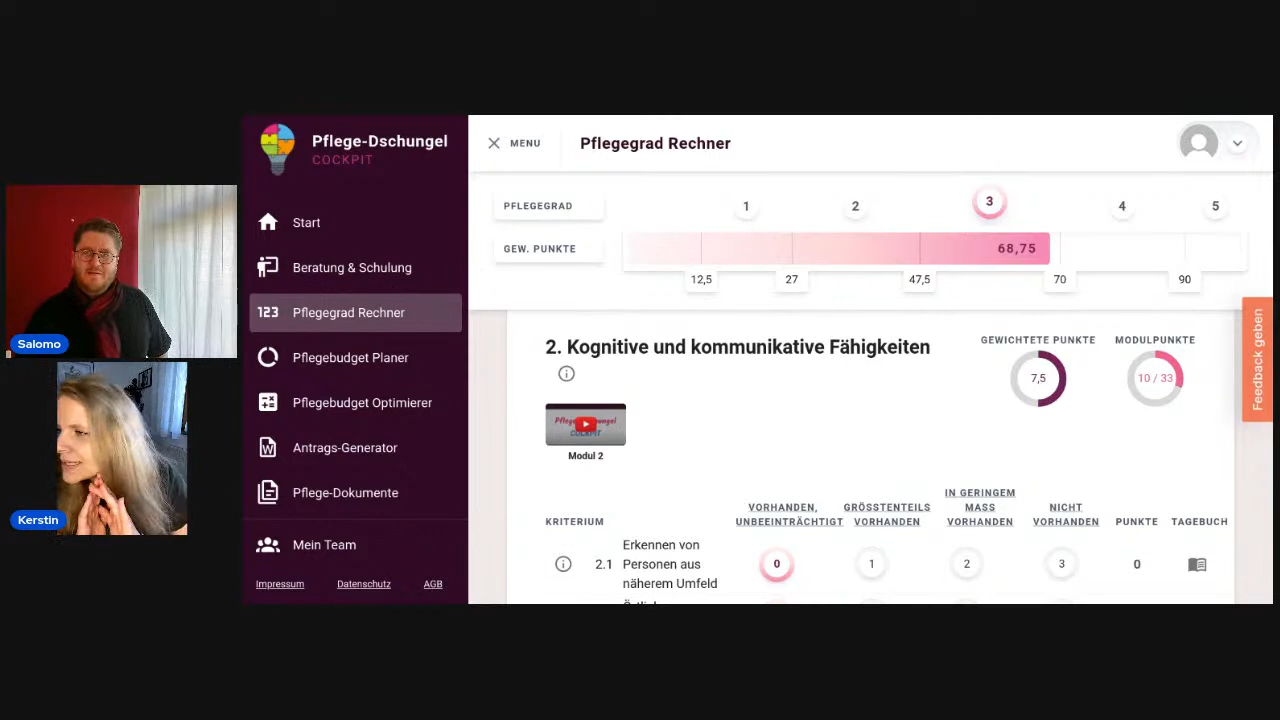 Salomo
Kerstin
Pflege-Dschungel
COCKPIT
Start
Beratung & Schulung
123 Pflegegrad Rechner
Pflegebudget Planer
Pflegebudget Optimierer
Antrags-Generator
Pflege-Dokumente
Mein Team
Impressum Datenschutz AGB
MENU Pflegegrad Rechner
PFLEGEGRAD 1 2 3 4 5
GEW. PUNKTE 68,75
12,5 27 47,5 70 90
2. Kognitive und kommunikative Fähigkeiten
GEWICHTETE PUNKTE MODULPUNKTE
7,5 10 / 33
Modul 2
KRITERIUM
VORHANDEN,
UNBEEINTRÄCHTIGT
GRÖSSTENTEILS
VORHANDEN
IN GERINGEM
MASS
VORHANDEN
NICHT
VORHANDEN
PUNKTE
TAGEBUCH
2.1
Erkennen von
Personen aus
näherem Umfeld
0 1 2 3 0
Feedback geben